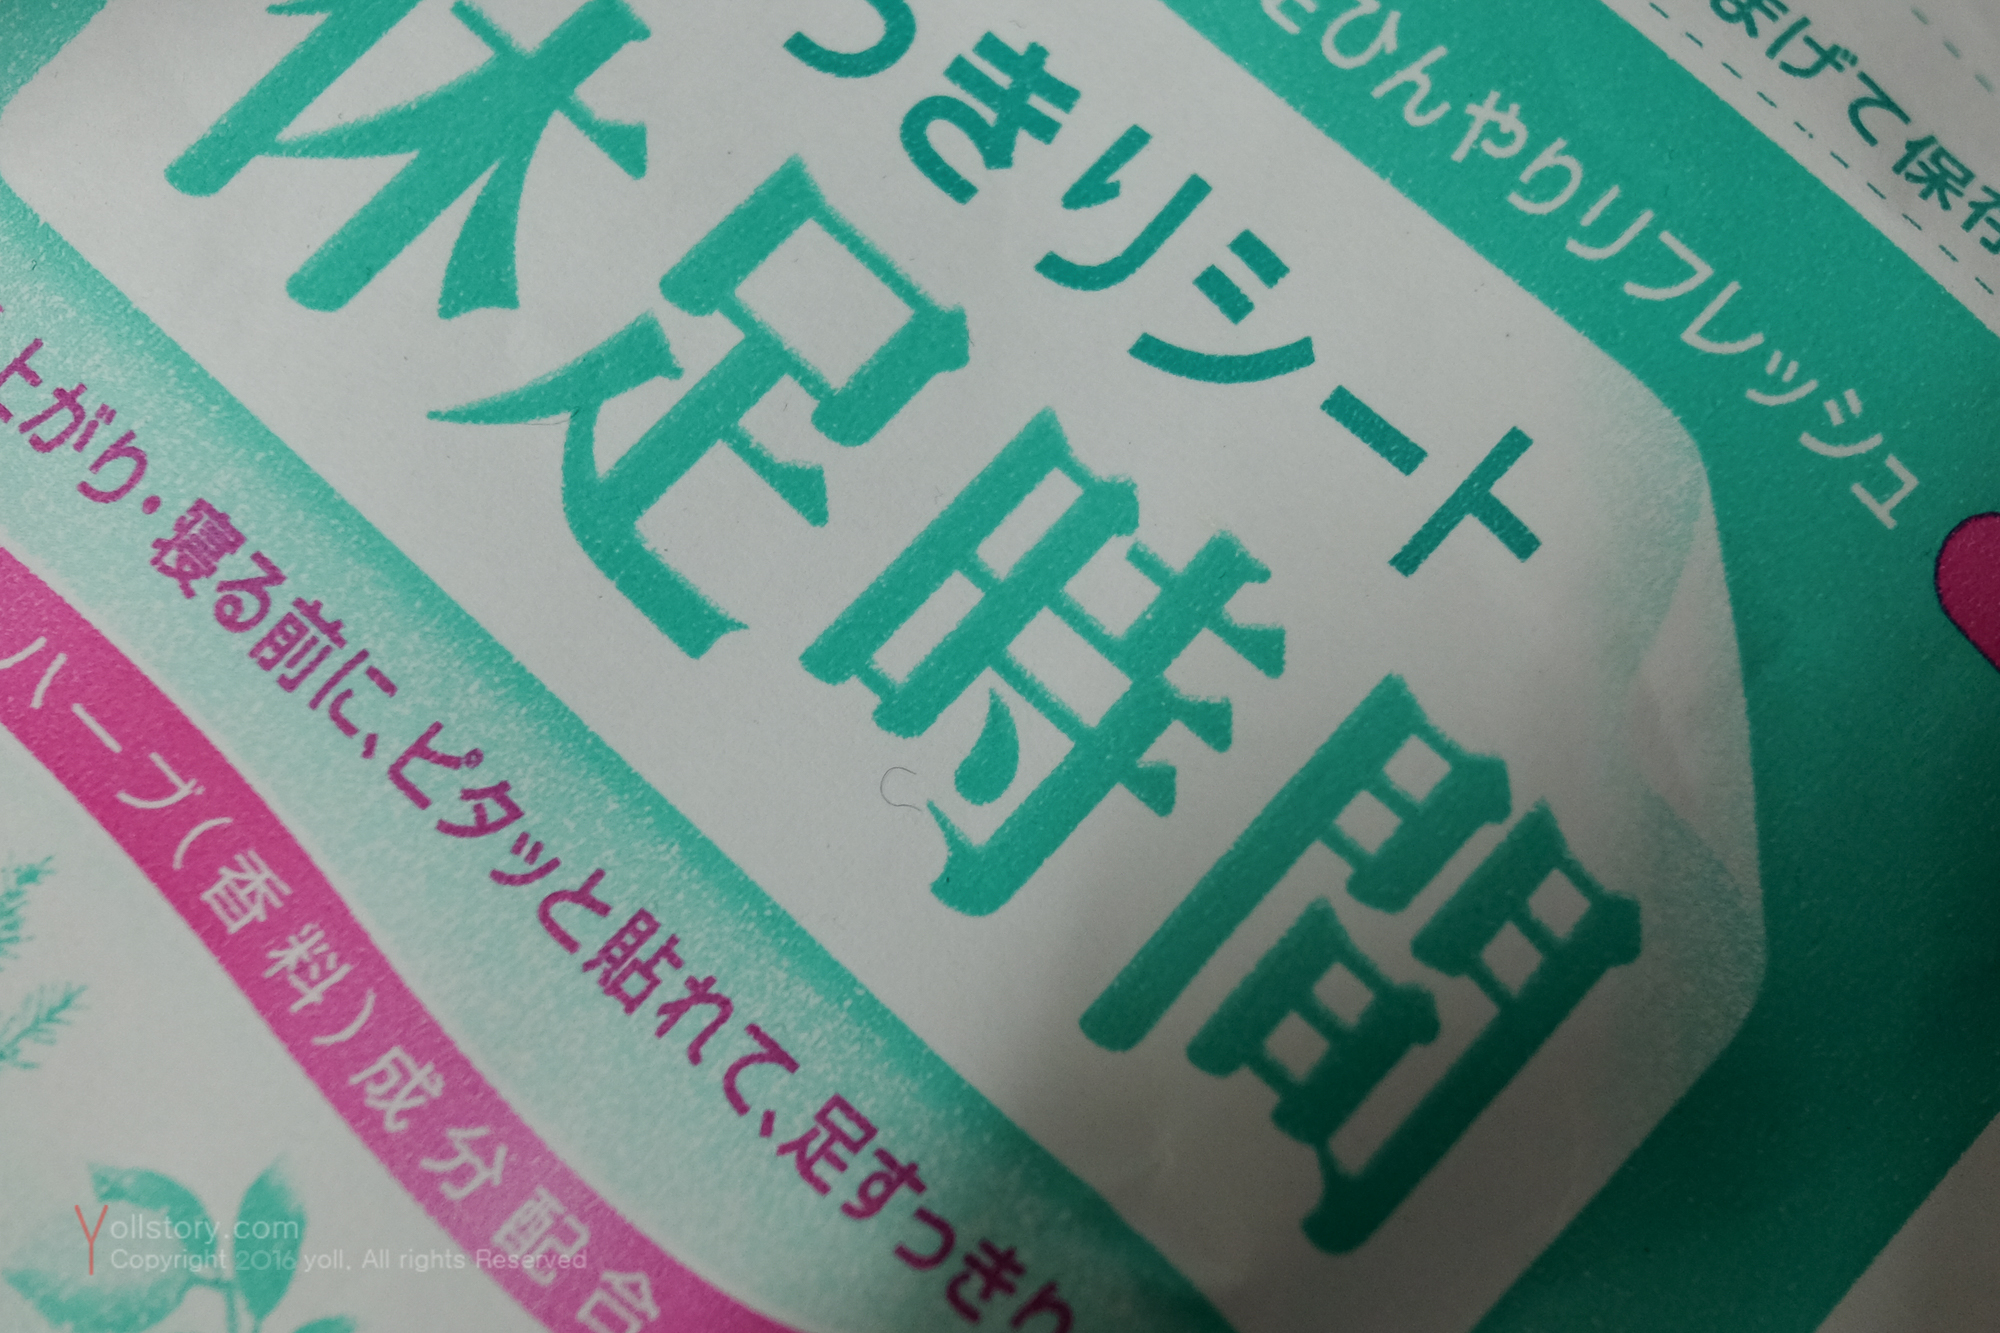 まげて保存
をひんやりリフレッシュ
っきりシート
休足時間
上がり・寝る前に、ピタッと貼れて、足すっきり
ハーブ(香料)成分配合
Yollstory.com
Copyright 2016 yoll. All rights Reserved